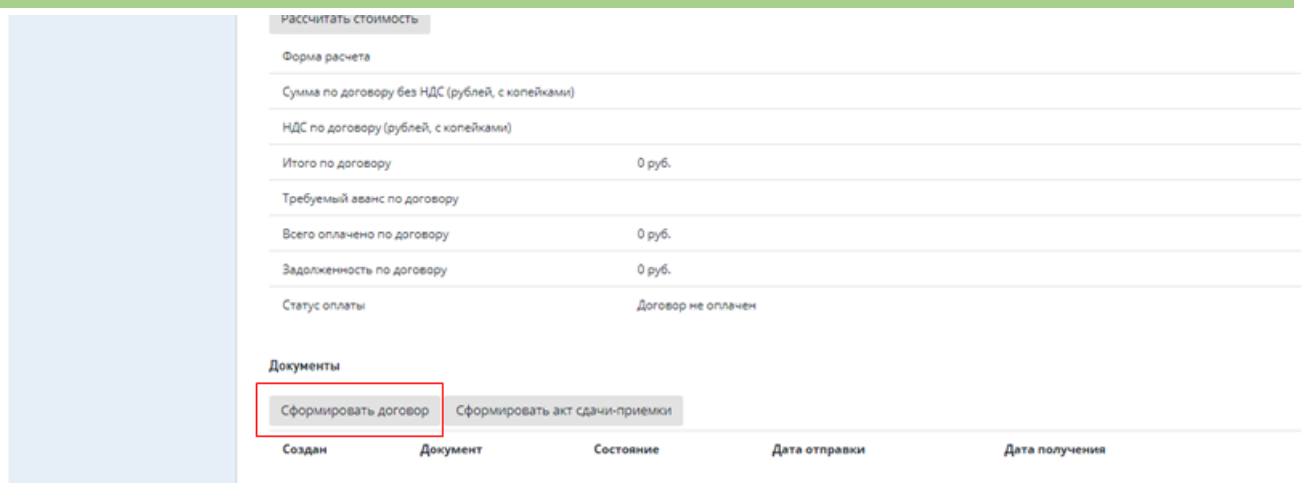 Рассчитать стоимость
Форма расчета
Сумма по договору без НДС (рублей, с копейками)
НДС по договору (рублей, с копейками)
Итого по договору 0 руб.
Требуемый аванс по договору
Всего оплачено по договору 0 руб.
Задолженность по договору 0 руб.
Статус оплаты Договор не оплачен
Документы
Сформировать договор Сформировать акт сдачи-приемки
Создан Документ Состояние Дата отправки Дата получения